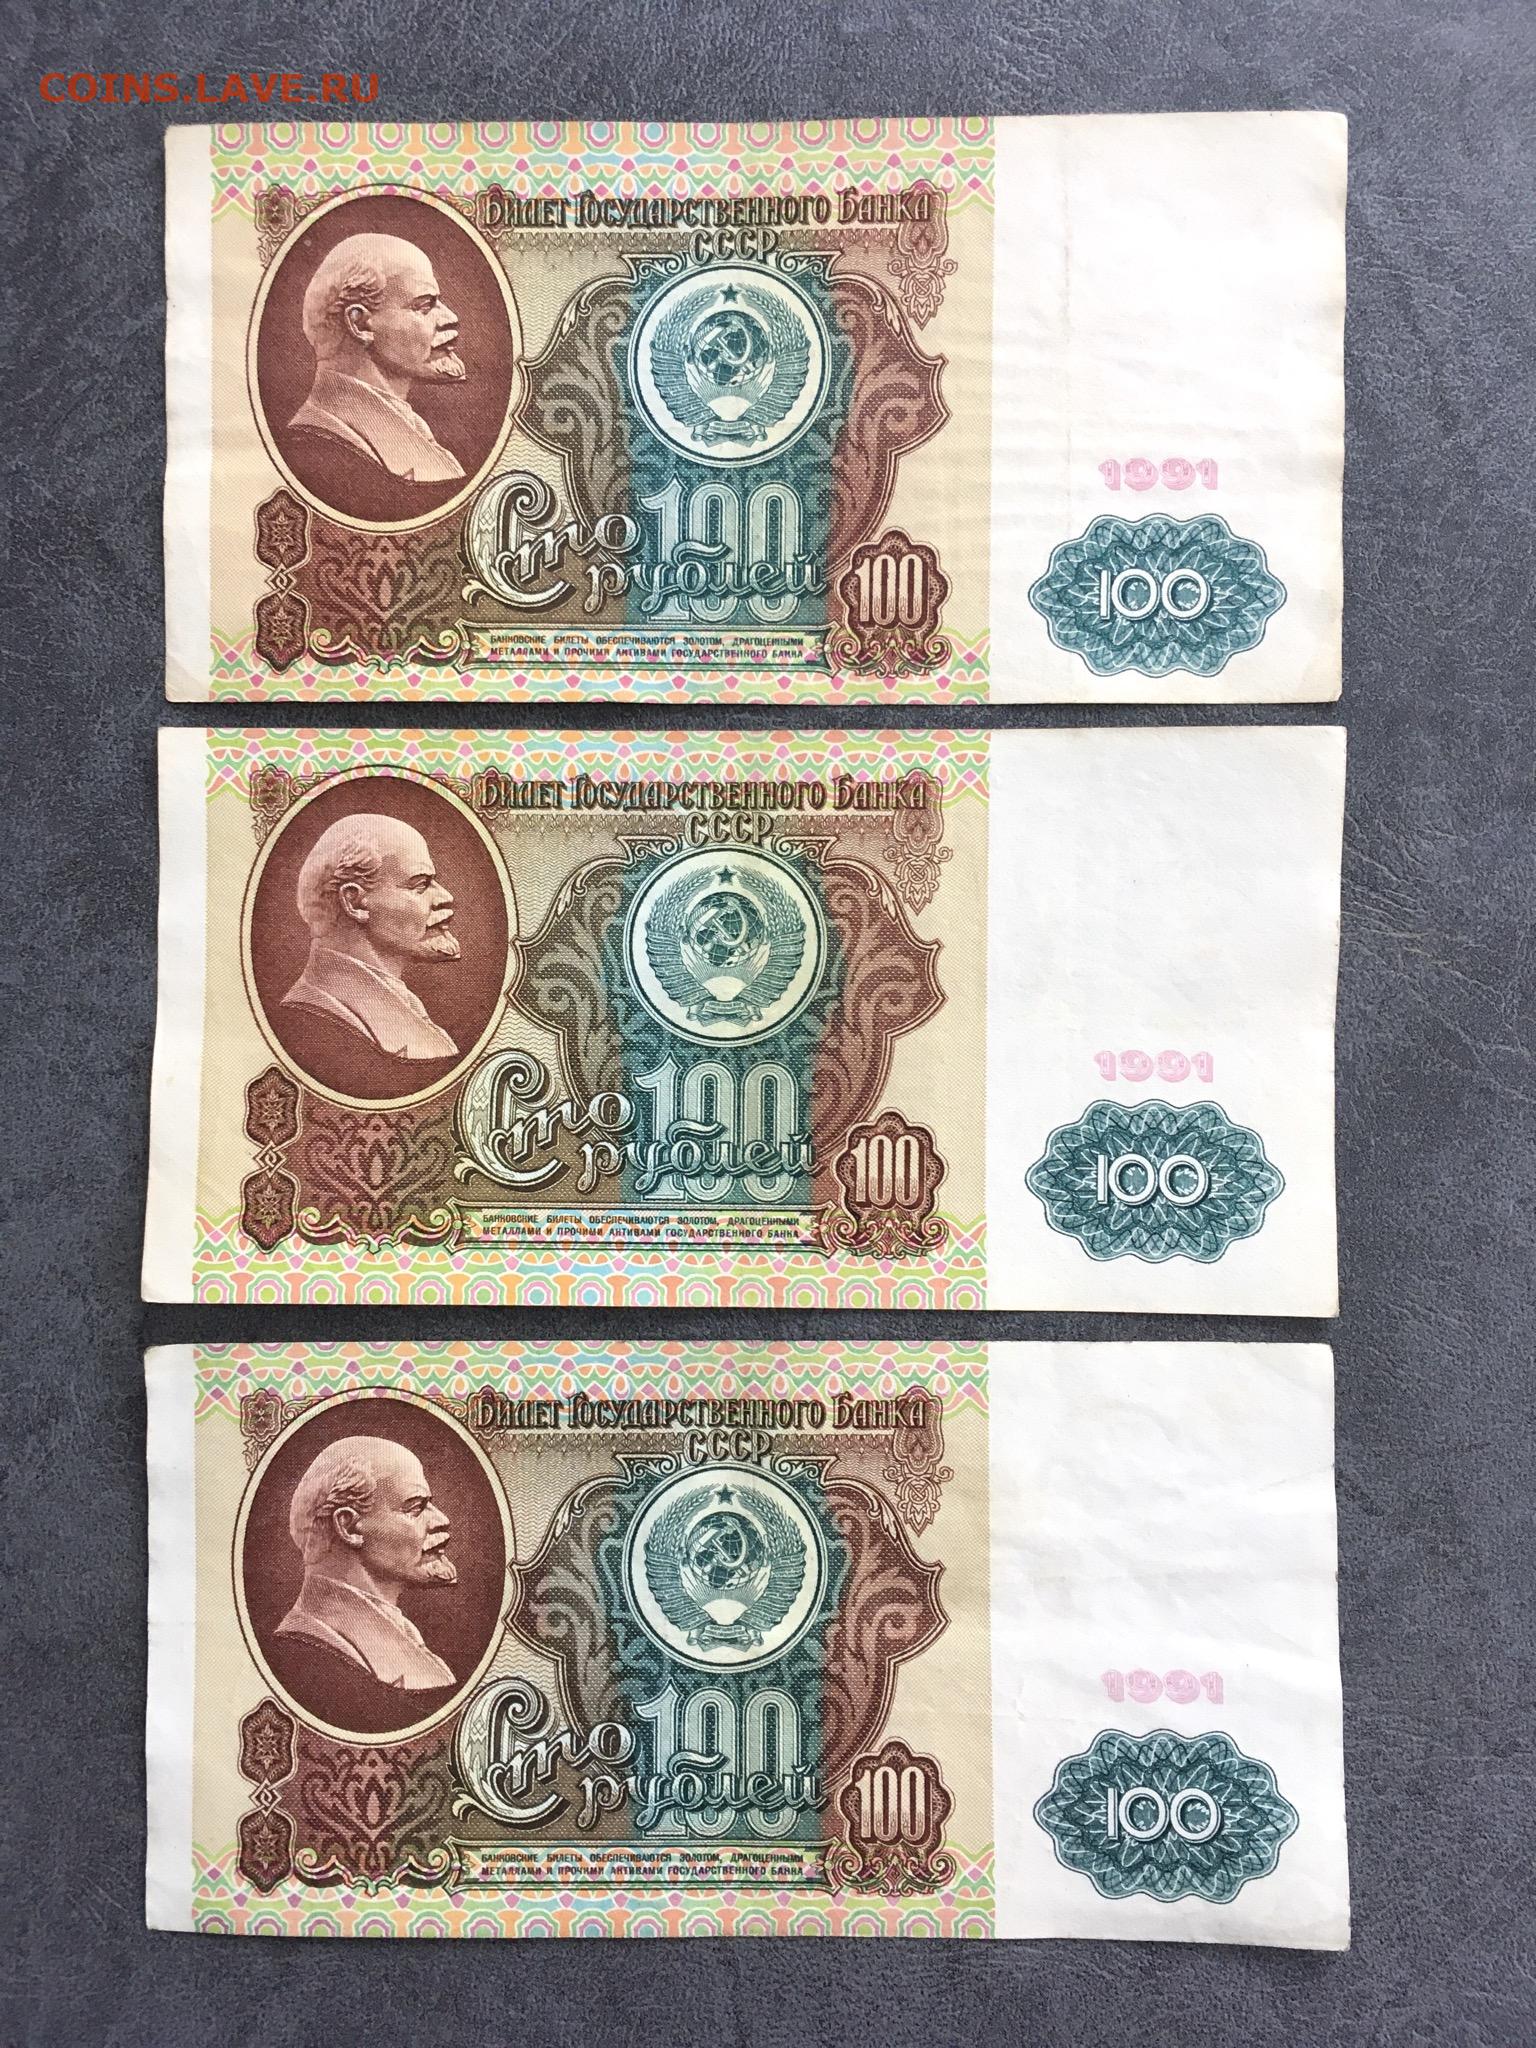 COINS.LAVE.RU
Билет Государственного Банка
СССР
1991
100
Сто
рублей
100
100
Банковские билеты обеспечиваются золотом, драгоценными
металлами и прочими активами Государственного банка
Билет Государственного Банка
СССР
1991
100
Сто
рублей
100
100
Банковские билеты обеспечиваются золотом, драгоценными
металлами и прочими активами Государственного банка
Билет Государственного Банка
СССР
1991
100
Сто
рублей
100
100
Банковские билеты обеспечиваются золотом, драгоценными
металлами и прочими активами Государственного банка